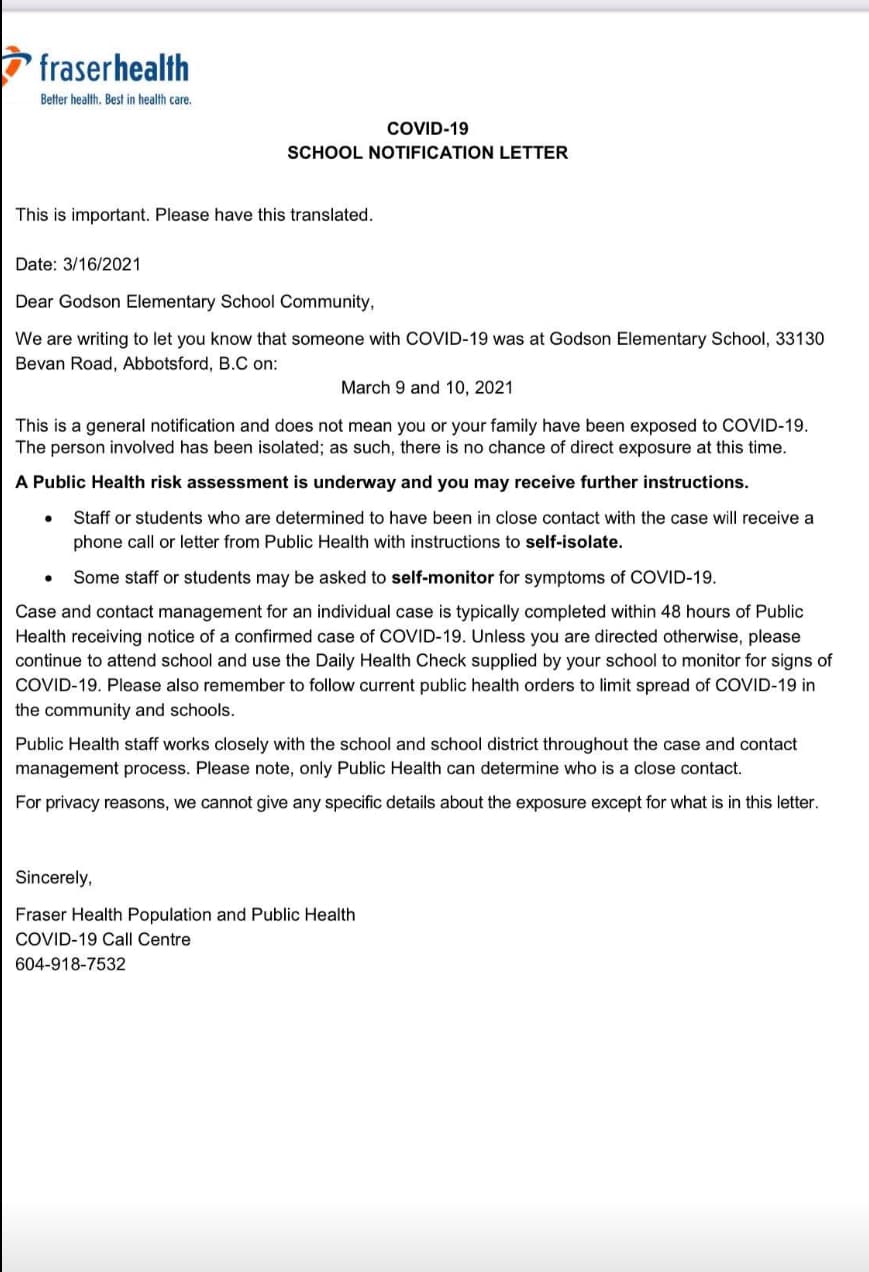 fraserhealth
Better health. Best in health care.
COVID-19
SCHOOL NOTIFICATION LETTER
This is important. Please have this translated.
Date: 3/16/2021
Dear Godson Elementary School Community,
We are writing to let you know that someone with COVID-19 was at Godson Elementary School, 33130
Bevan Road, Abbotsford, B.C on:
March 9 and 10, 2021
This is a general notification and does not mean you or your family have been exposed to COVID-19.
The person involved has been isolated; as such, there is no chance of direct exposure at this time.
A Public Health risk assessment is underway and you may receive further instructions.
• Staff or students who are determined to have been in close contact with the case will receive a
phone call or letter from Public Health with instructions to self-isolate.
• Some staff or students may be asked to self-monitor for symptoms of COVID-19.
Case and contact management for an individual case is typically completed within 48 hours of Public
Health receiving notice of a confirmed case of COVID-19. Unless you are directed otherwise, please
continue to attend school and use the Daily Health Check supplied by your school to monitor for signs of
COVID-19. Please also remember to follow current public health orders to limit spread of COVID-19 in
the community and schools.
Public Health staff works closely with the school and school district throughout the case and contact
management process. Please note, only Public Health can determine who is a close contact.
For privacy reasons, we cannot give any specific details about the exposure except for what is in this letter.
Sincerely,
Fraser Health Population and Public Health
COVID-19 Call Centre
604-918-7532